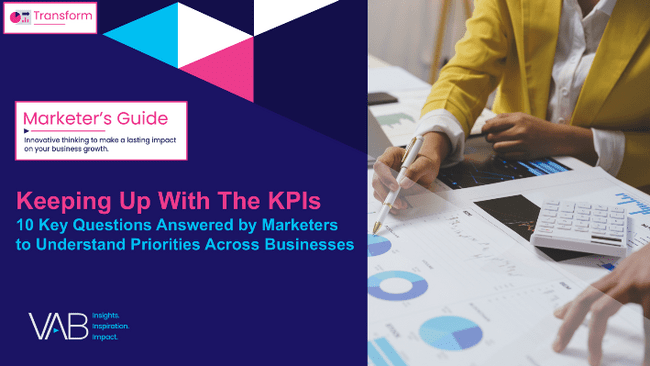 Transform
Marketer's Guide
Innovative thinking to make a lasting impact
on your business growth.
Keeping Up With The KPIs
10 Key Questions Answered by Marketers
to Understand Priorities Across Businesses
VAB
Insights.
Inspiration.
Impact.